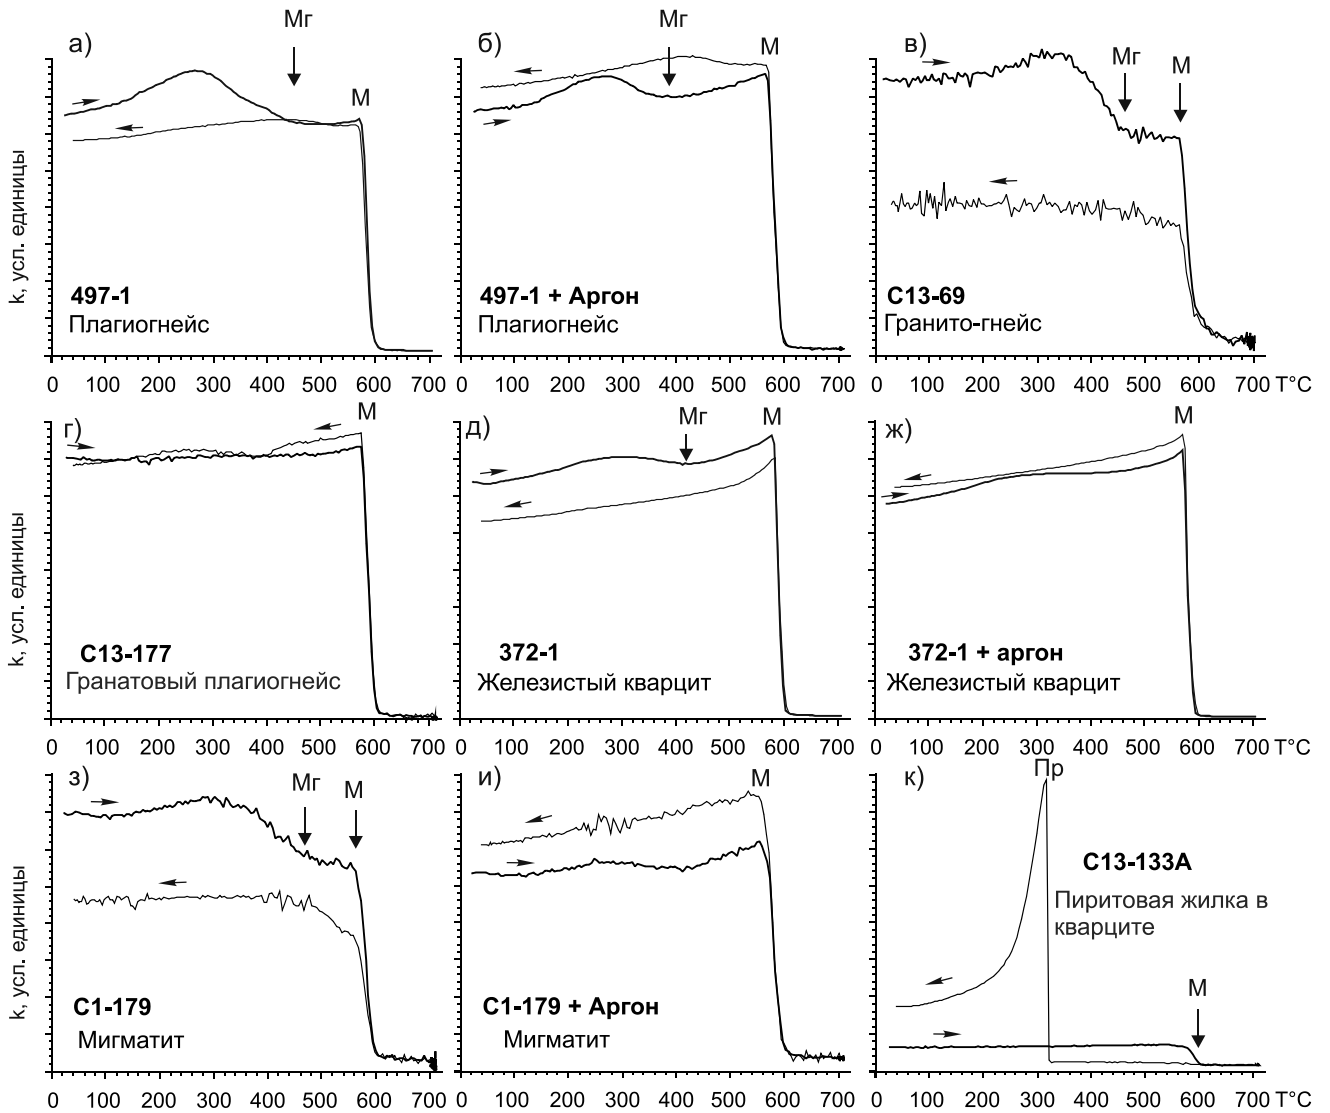 а)
Мг
М
497-1
Плагиогнейс
k, усл. единицы
0 100 200 300 400 500 600 700
б)
Мг
М
497-1 + Аргон
Плагиогнейс
0 100 200 300 400 500 600 700
в)
Мг
М
С13-69
Гранито-гнейс
0 100 200 300 400 500 600 700 T°C
г)
М
С13-177
Гранатовый плагиогнейс
k, усл. единицы
0 100 200 300 400 500 600 700
д)
Мг
М
372-1
Железистый кварцит
0 100 200 300 400 500 600 700
ж)
М
372-1 + аргон
Железистый кварцит
0 100 200 300 400 500 600 700 T°C
з)
Мг
М
С1-179
Мигматит
k, усл. единицы
0 100 200 300 400 500 600 700
и)
М
С1-179 + Аргон
Мигматит
0 100 200 300 400 500 600 700
к)
Пр
С13-133А
Пиритовая жилка в
кварците
М
0 100 200 300 400 500 600 700 T°C